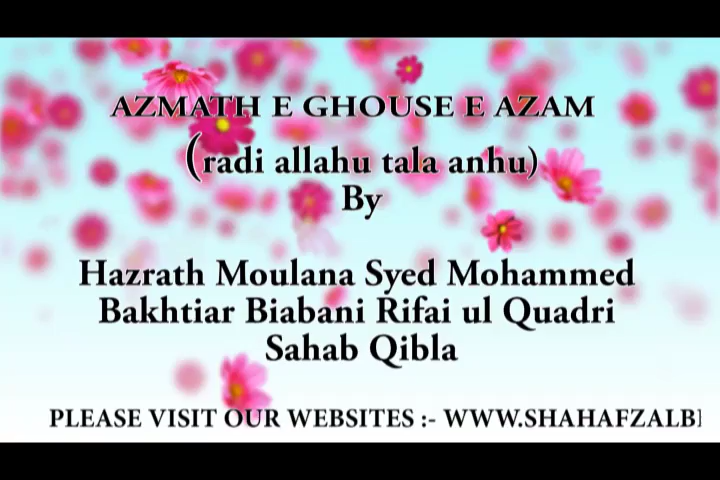 AZMATH E GHOUSE E AZAM
(radi allahu tala anhu)
By
Hazrath Moulana Syed Mohammed
Bakhtiar Biabani Rifai ul Quadri
Sahab Qibla
PLEASE VISIT OUR WEBSITES :- WWW.SHAHAFZALB